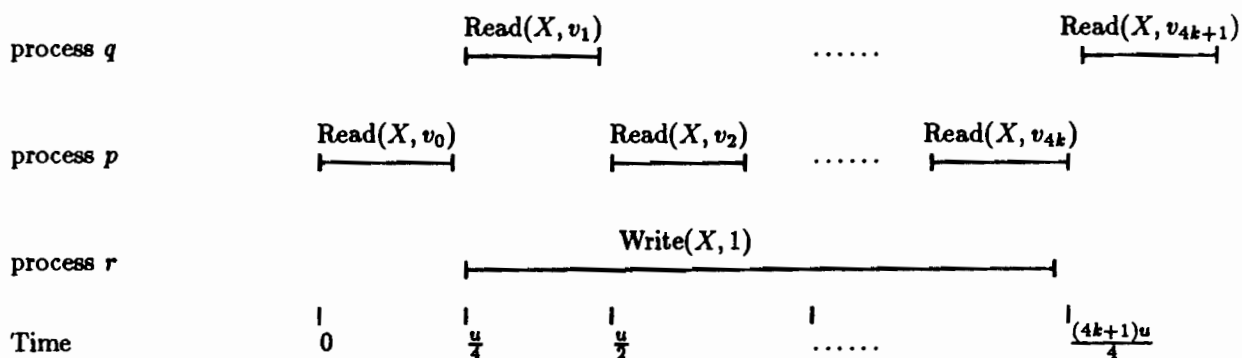 Read(X, v₁) Read(X, v₄ₖ₊₁)
process q ......
Read(X, v₀) Read(X, v₂) Read(X, v₄ₖ)
process p ......
Write(X, 1)
process r
Time 0 u/4 u/2 ...... (4k+1)u/4